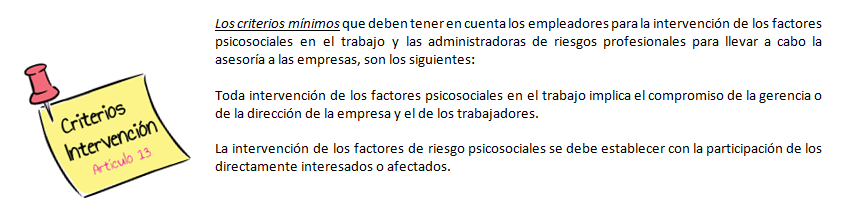 Los criterios mínimos que deben tener en cuenta los empleadores para la intervención de los factores
psicosociales en el trabajo y las administradoras de riesgos profesionales para llevar a cabo la
asesoría a las empresas, son los siguientes:
Toda intervención de los factores psicosociales en el trabajo implica el compromiso de la gerencia o
de la dirección de la empresa y el de los trabajadores.
La intervención de los factores de riesgo psicosociales se debe establecer con la participación de los
directamente interesados o afectados.
Criterios
Intervención
Artículo 13